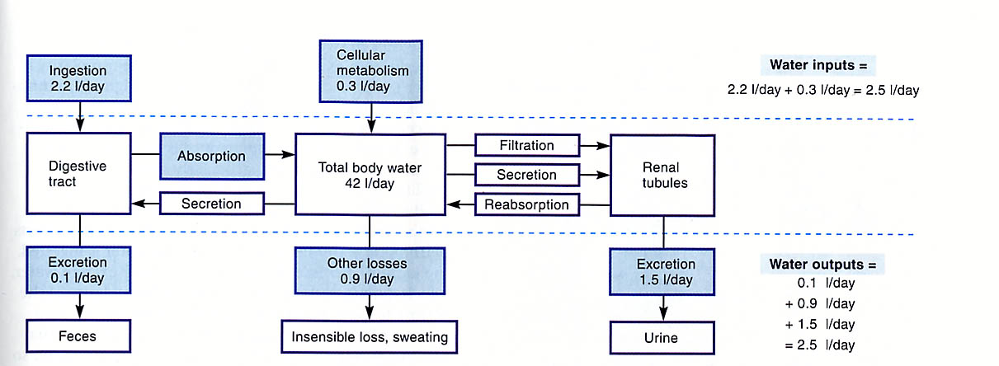 Ingestion
2.2 l/day
Cellular
metabolism
0.3 l/day
Water inputs =
2.2 l/day + 0.3 l/day = 2.5 l/day
Digestive
tract
Absorption
Secretion
Total body water
42 l/day
Filtration
Secretion
Reabsorption
Renal
tubules
Excretion
0.1 l/day
Feces
Other losses
0.9 l/day
Insensible loss, sweating
Excretion
1.5 l/day
Urine
Water outputs =
0.1 l/day
+ 0.9 l/day
+ 1.5 l/day
= 2.5 l/day